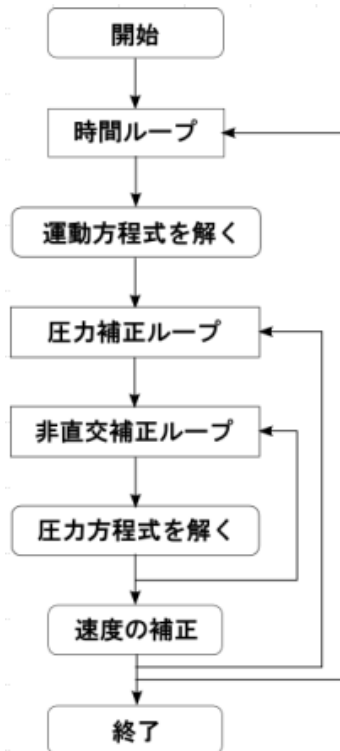 開始
時間ループ
運動方程式を解く
圧力補正ループ
非直交補正ループ
圧力方程式を解く
速度の補正
終了